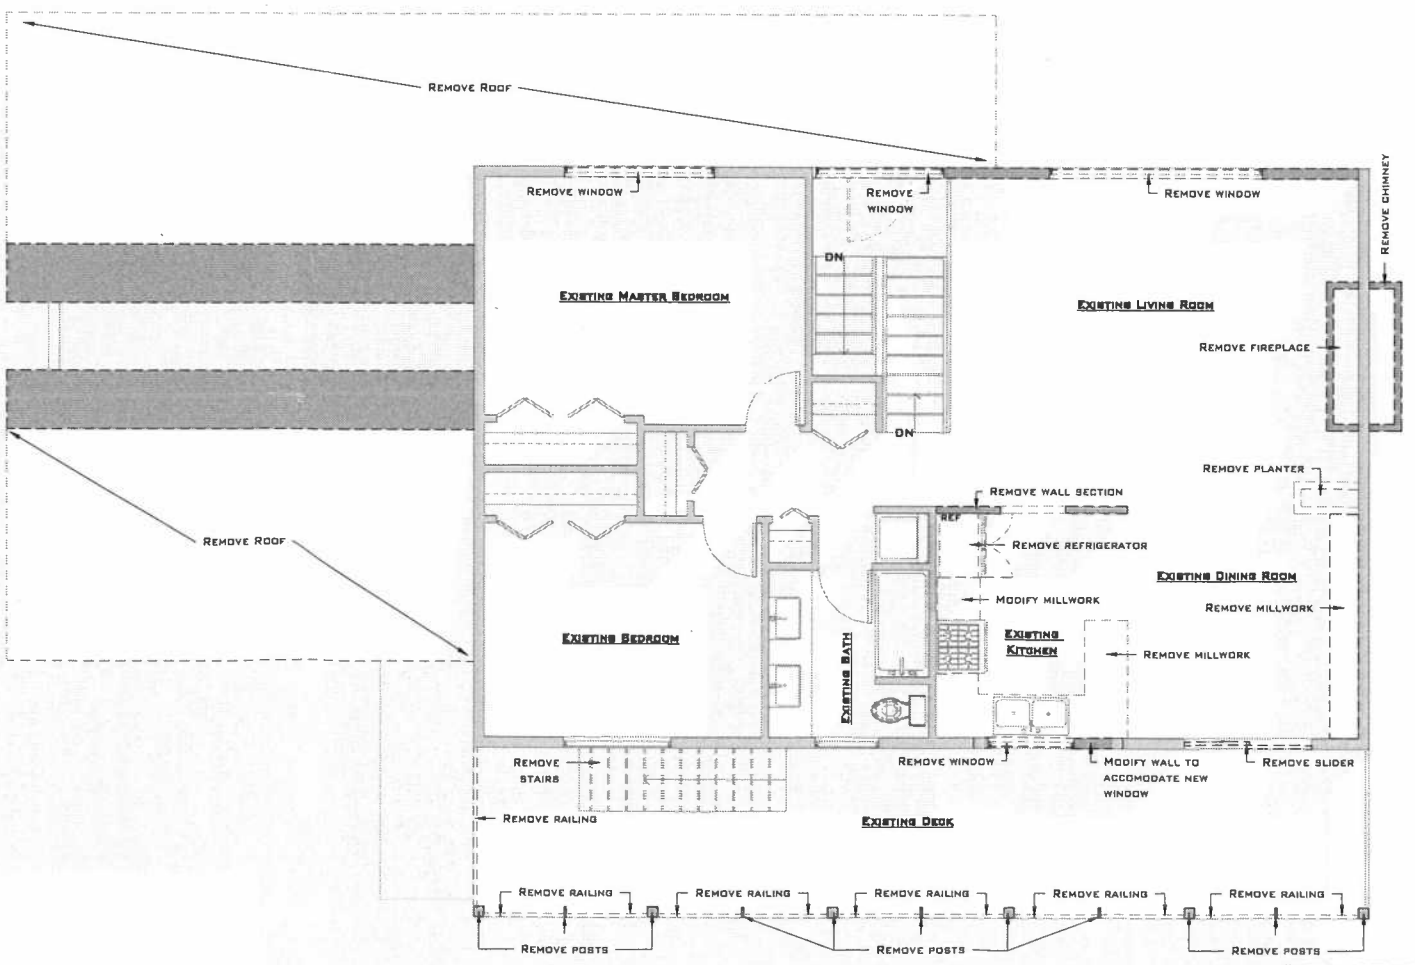 REMOVE ROOF
REMOVE WINDOW
REMOVE
WINDOW
REMOVE WINDOW
REMOVE CHIMNEY
DN
EXISTING MASTER BEDROOM
EXISTING LIVING ROOM
REMOVE FIREPLACE
DN
REMOVE PLANTER
REMOVE WALL SECTION
REF
REMOVE ROOF
REMOVE REFRIGERATOR
EXISTING DINING ROOM
MODIFY MILLWORK
REMOVE MILLWORK
EXISTING BEDROOM
EXISTING BATH
EXISTING
KITCHEN
REMOVE MILLWORK
REMOVE
STAIRS
REMOVE WINDOW
MODIFY WALL TO
ACCOMODATE NEW
WINDOW
REMOVE SLIDER
REMOVE RAILING
EXISTING DECK
REMOVE RAILING
REMOVE RAILING
REMOVE RAILING
REMOVE RAILING
REMOVE RAILING
REMOVE POSTS
REMOVE POSTS
REMOVE POSTS